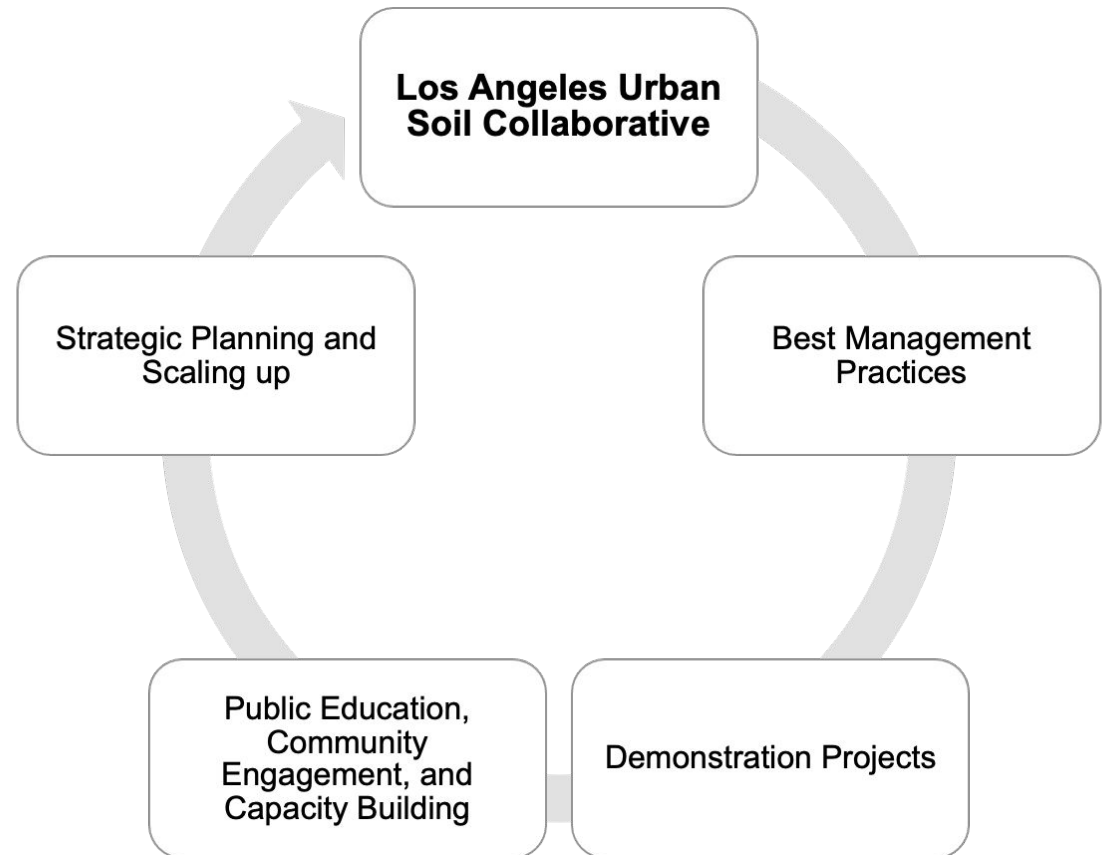 Los Angeles Urban
Soil Collaborative
Best Management
Practices
Demonstration Projects
Public Education,
Community
Engagement, and
Capacity Building
Strategic Planning and
Scaling up